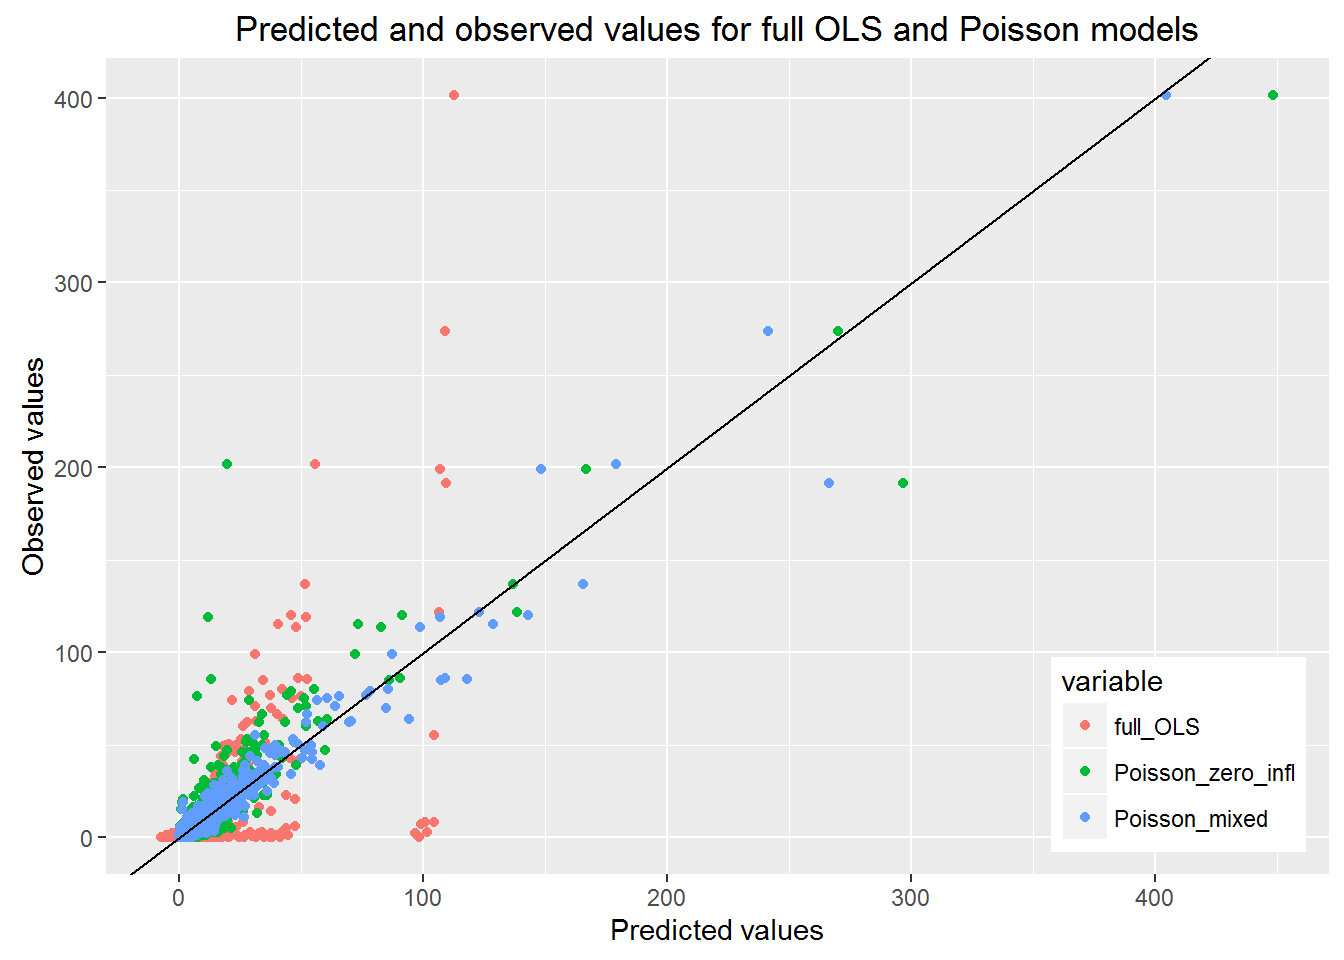 Predicted and observed values for full OLS and Poisson models
400
300
200
100
0
Observed values
0
100
200
300
400
Predicted values
variable
full_OLS
Poisson_zero_infl
Poisson_mixed